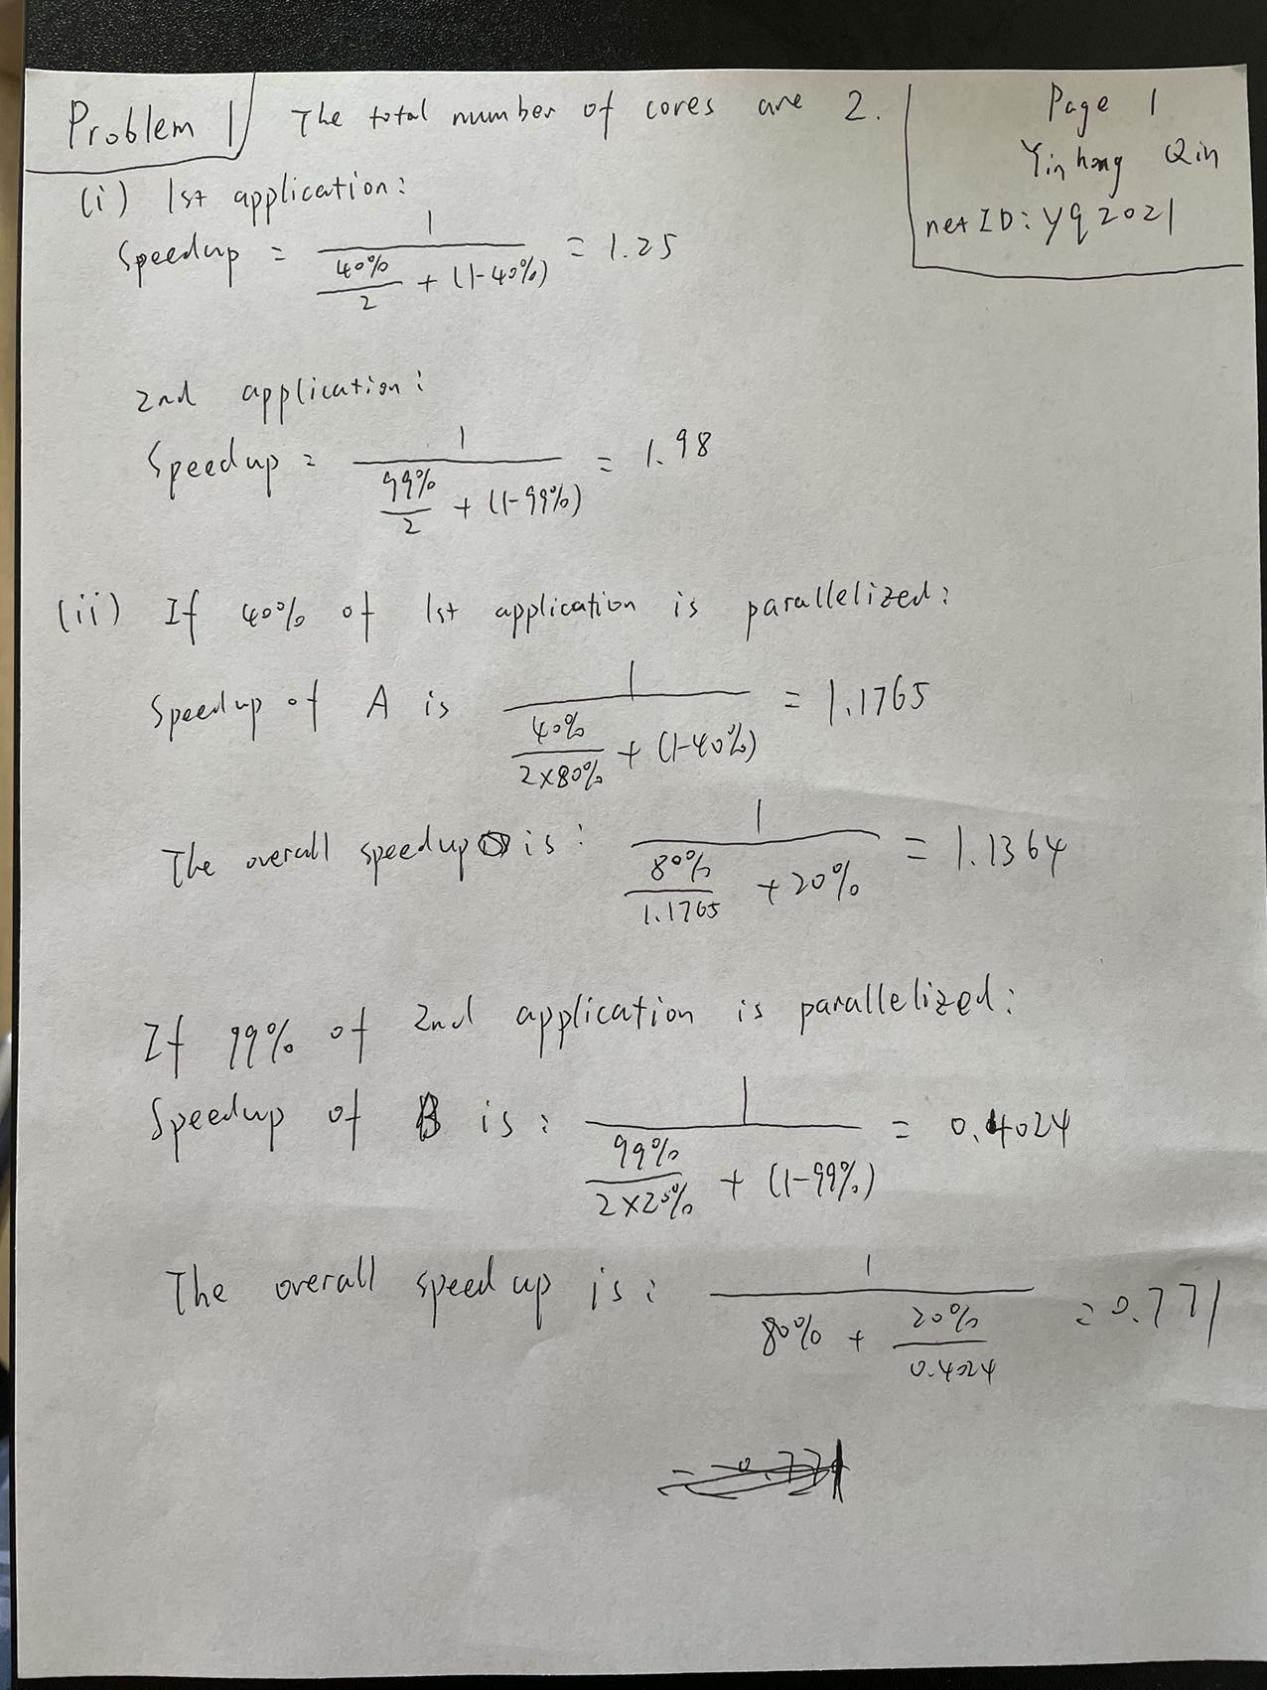 Problem 1 The total number of cores are 2.
Page 1
Yinhong Qin
netID: yq2021
(i) 1st application:
Speedup = 1 / (40%/2 + (1-40%)) = 1.25
2nd application:
Speedup = 1 / (99%/2 + (1-99%)) = 1.98
(ii) If 40% of 1st application is parallelized:
Speedup of A is 1 / (40%/(2×80%) + (1-40%)) = 1.1765
The overall speedup is: 1 / (80%/1.1765 + 20%) = 1.1364
If 99% of 2nd application is parallelized:
Speedup of B is: 1 / (99%/(2×20%) + (1-99%)) = 0.4024
The overall speed up is: 1 / (80% + 20%/0.4024) = 0.771